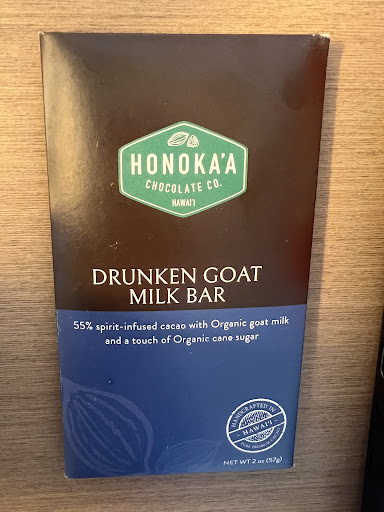 HONOKA'A
CHOCOLATE CO.
HAWAI'I
DRUNKEN GOAT
MILK BAR
55% spirit-infused cacao with Organic goat milk
and a touch of Organic cane sugar
HANDCRAFTED IN
HAWAI'I
NET WT 2 oz (57g)